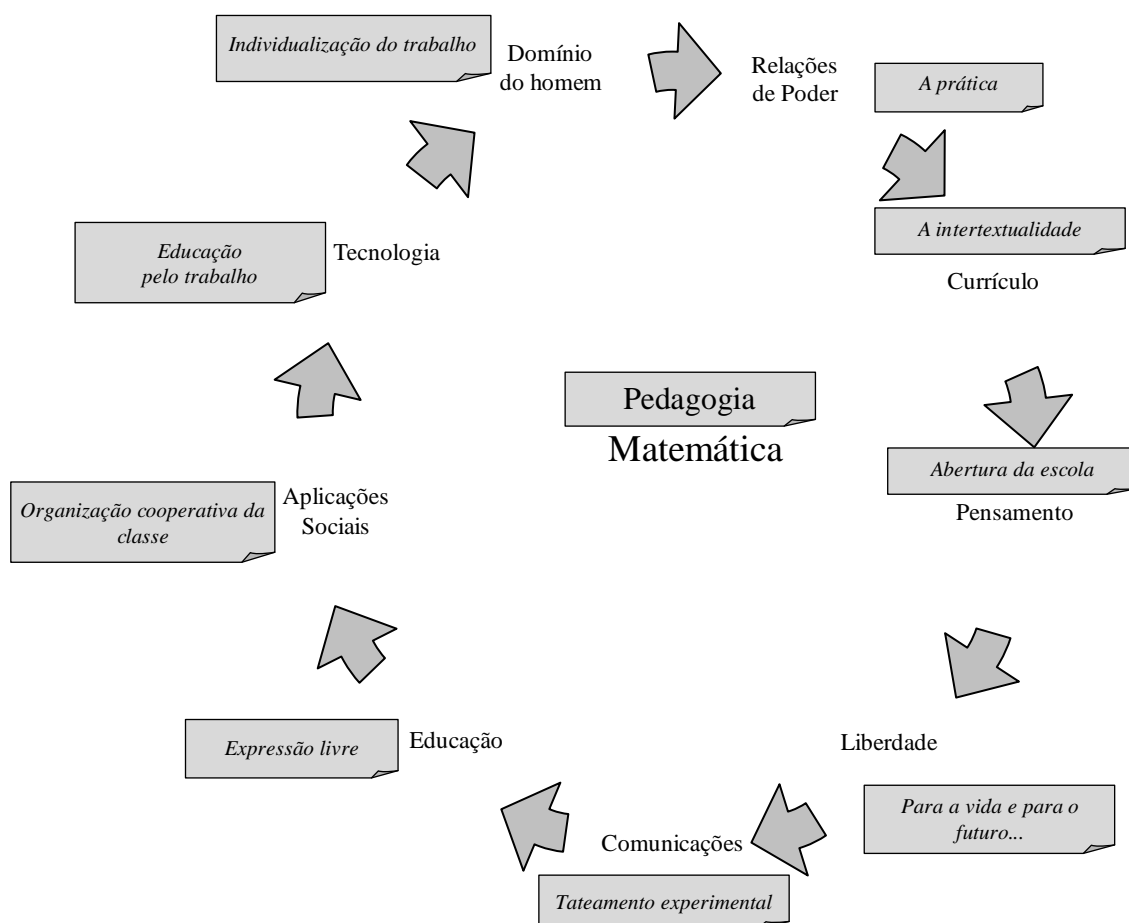 Individualização do trabalho
Domínio
do homem
Relações
de Poder
A prática
A intertextualidade
Currículo
Educação
pelo trabalho
Tecnologia
Pedagogia
Matemática
Abertura da escola
Pensamento
Organização cooperativa da
classe
Aplicações
Sociais
Expressão livre
Educação
Liberdade
Para a vida e para o
futuro...
Comunicações
Tateamento experimental